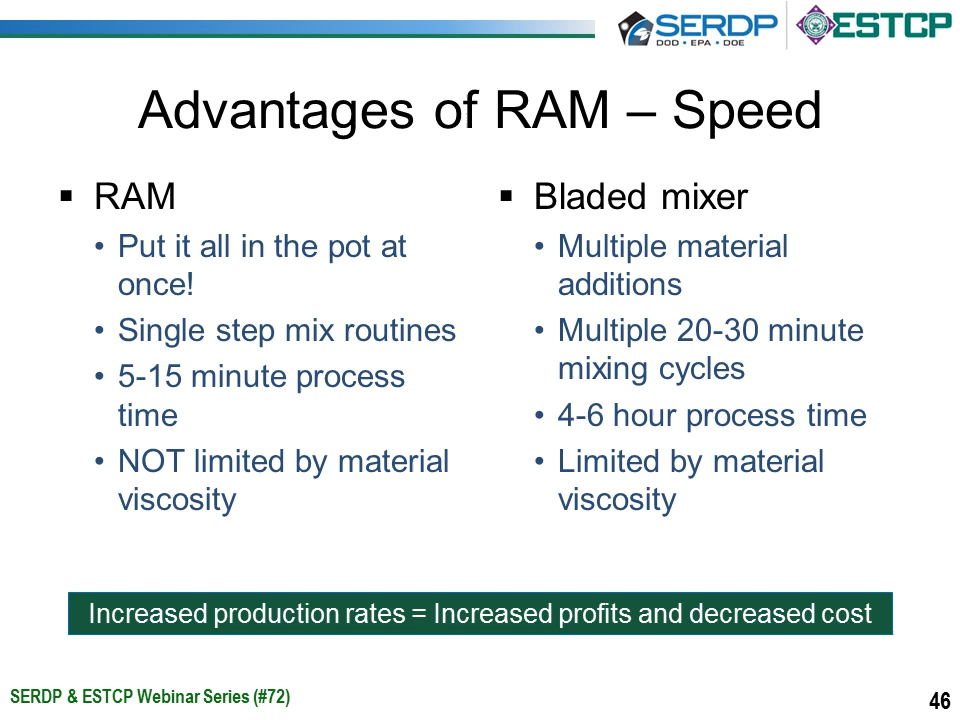 SERDP
DOD • EPA • DOE
ESTCP
Advantages of RAM – Speed
▪ RAM
• Put it all in the pot at
once!
• Single step mix routines
• 5-15 minute process
time
• NOT limited by material
viscosity
▪ Bladed mixer
• Multiple material
additions
• Multiple 20-30 minute
mixing cycles
• 4-6 hour process time
• Limited by material
viscosity
Increased production rates = Increased profits and decreased cost
SERDP & ESTCP Webinar Series (#72)
46